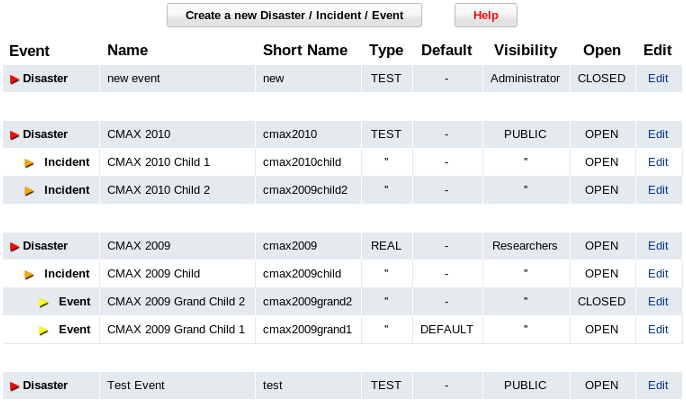 Create a new Disaster / Incident / Event Help
Event Name Short Name Type Default Visibility Open Edit
Disaster new event new TEST - Administrator CLOSED Edit
Disaster CMAX 2010 cmax2010 TEST - PUBLIC OPEN Edit
Incident CMAX 2010 Child 1 cmax2010child " - " OPEN Edit
Incident CMAX 2010 Child 2 cmax2009child2 " - " OPEN Edit
Disaster CMAX 2009 cmax2009 REAL - Researchers OPEN Edit
Incident CMAX 2009 Child cmax2009child " - " OPEN Edit
Event CMAX 2009 Grand Child 2 cmax2009grand2 " - " CLOSED Edit
Event CMAX 2009 Grand Child 1 cmax2009grand1 " DEFAULT " OPEN Edit
Disaster Test Event test TEST - PUBLIC OPEN Edit